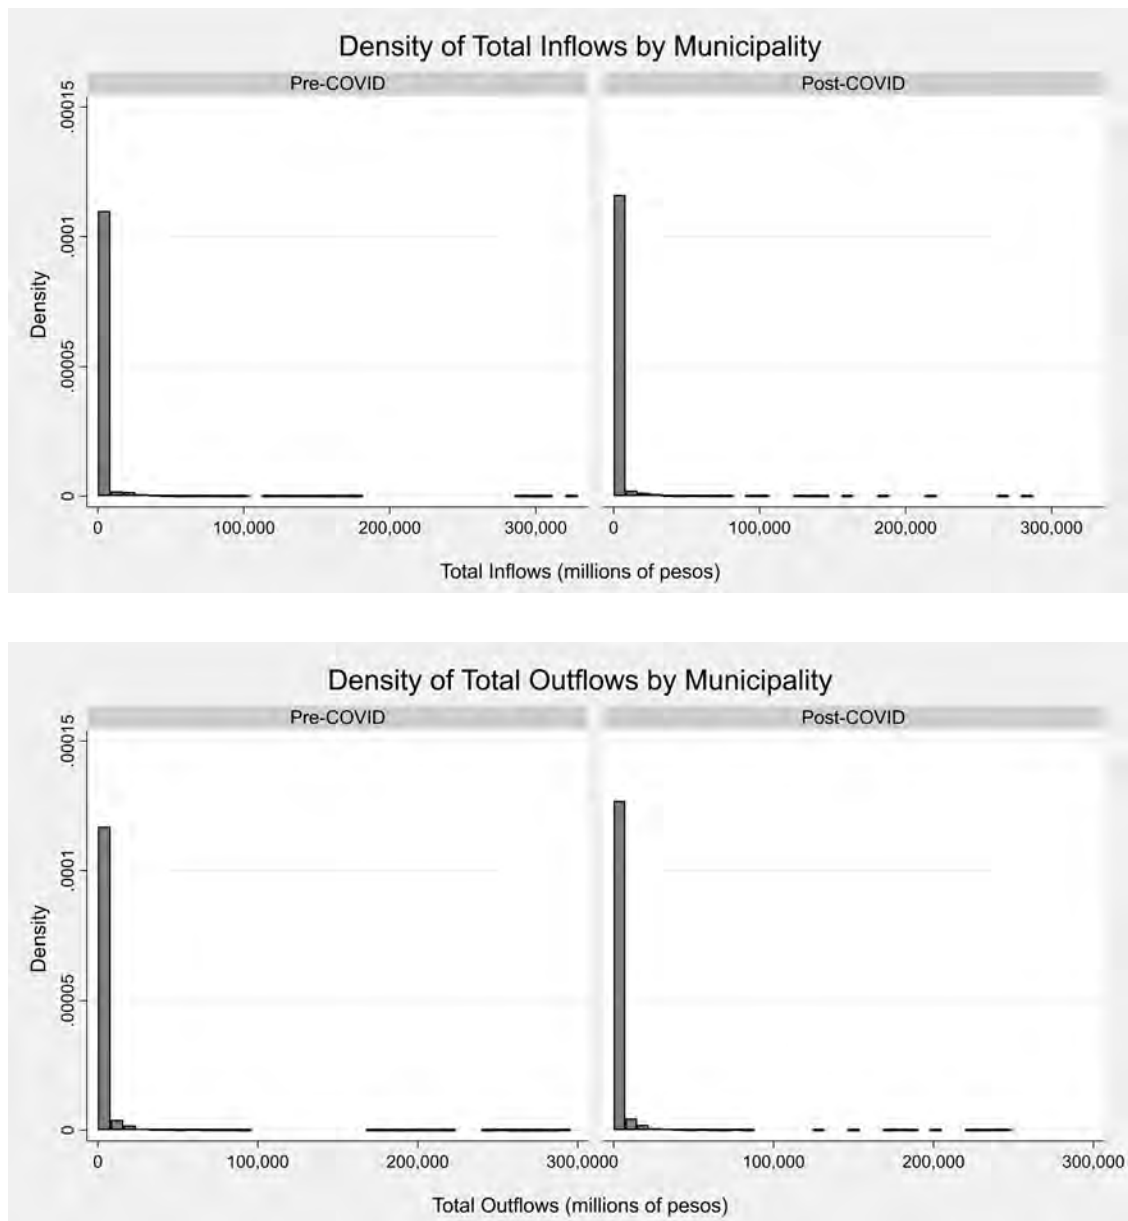 Density of Total Inflows by Municipality
Pre-COVID Post-COVID
.00015
.0001
.00005
0
Density
0 100,000 200,000 300,000 0 100,000 200,000 300,000
Total Inflows (millions of pesos)
Density of Total Outflows by Municipality
Pre-COVID Post-COVID
.00015
.0001
.00005
0
Density
0 100,000 200,000 300,000 0 100,000 200,000 300,000
Total Outflows (millions of pesos)